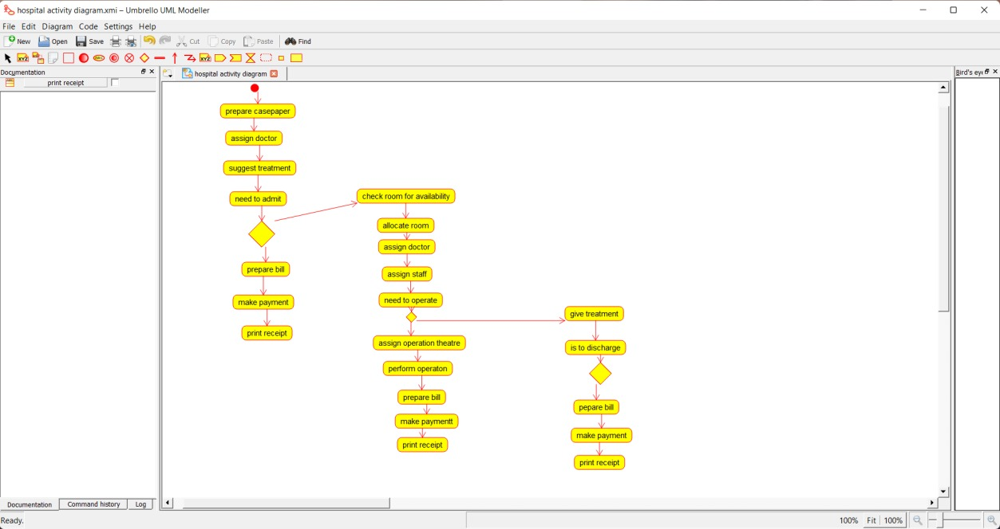 hospital activity diagram.xmi – Umbrello UML Modeller
File Edit Diagram Code Settings Help
New Open Save Cut Copy Paste Find
XYZ ABC XYZ
Documentation
print receipt
hospital activity diagram
Bird's eye
prepare casepaper
assign doctor
suggest treatment
need to admit
prepare bill
make payment
print receipt
check room for availability
allocate room
assign doctor
assign staff
need to operate
assign operation theatre
perform operaton
prepare bill
make paymentt
print receipt
give treatment
is to discharge
pepare bill
make payment
print receipt
Documentation Command history Log
Ready.
100% Fit 100%